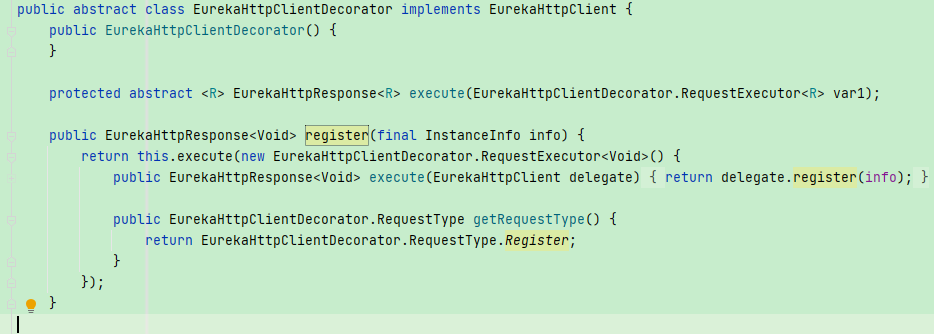 public abstract class EurekaHttpClientDecorator implements EurekaHttpClient {
    public EurekaHttpClientDecorator() {
    }

    protected abstract <R> EurekaHttpResponse<R> execute(EurekaHttpClientDecorator.RequestExecutor<R> var1);

    public EurekaHttpResponse<Void> register(final InstanceInfo info) {
        return this.execute(new EurekaHttpClientDecorator.RequestExecutor<Void>() {
            public EurekaHttpResponse<Void> execute(EurekaHttpClient delegate) { return delegate.register(info); }

            public EurekaHttpClientDecorator.RequestType getRequestType() {
                return EurekaHttpClientDecorator.RequestType.Register;
            }
        });
    }